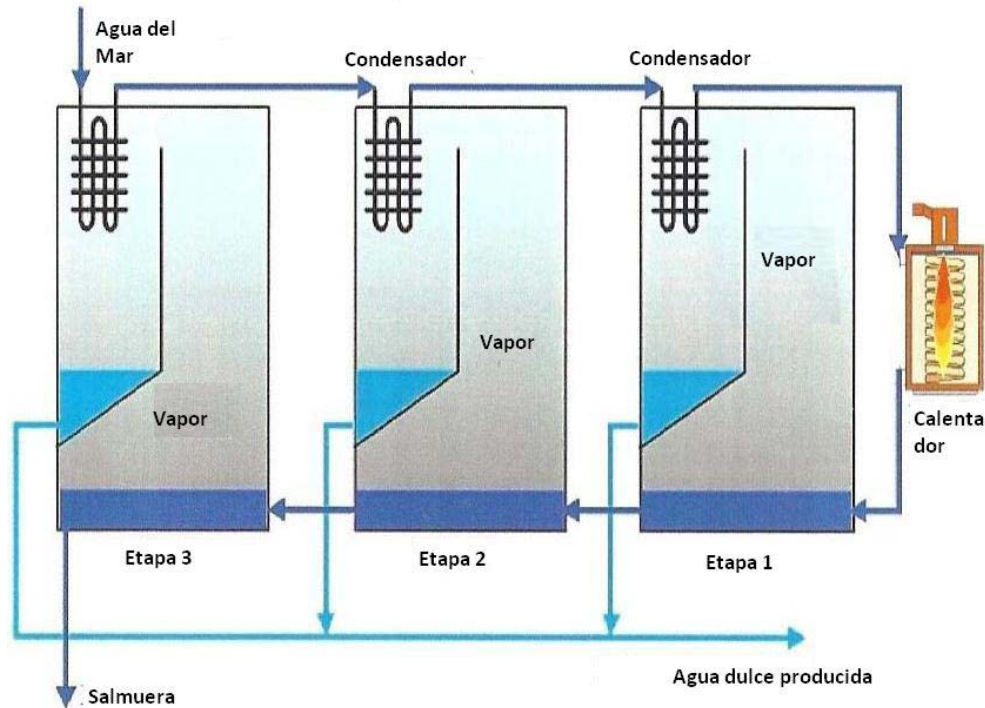 Agua del
Mar
Condensador
Condensador
Vapor
Vapor
Vapor
Calenta
dor
Etapa 3
Etapa 2
Etapa 1
Agua dulce producida
Salmuera